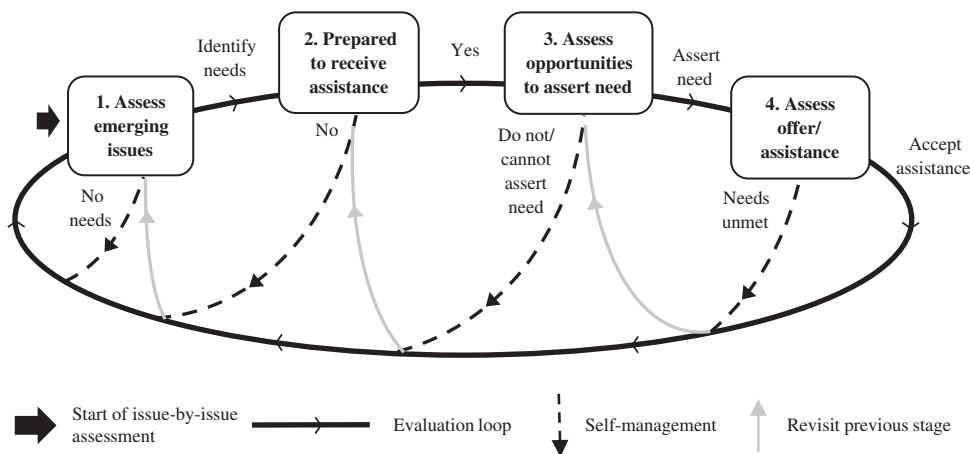 Identify
needs
2. Prepared
to receive
assistance
Yes
3. Assess
opportunities
to assert need
Assert
need
1. Assess
emerging
issues
4. Assess
offer/
assistance
Accept
assistance
No
needs
No
Do not/
cannot
assert
need
Needs
unmet
Start of issue-by-issue
assessment
Evaluation loop
Self-management
Revisit previous stage